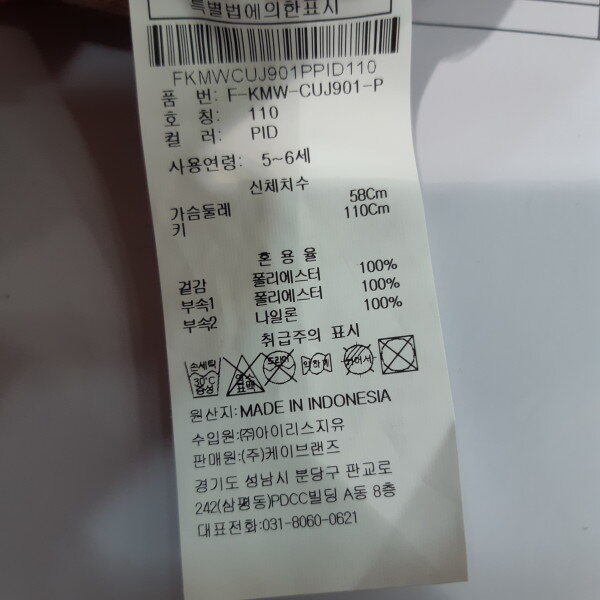 특별법에의한표시
FKMWCUJ901PPID110
품 번: F-KMW-CUJ901-P
호 칭: 110
컬 러: PID
사용연령: 5~6세
신체치수
가슴둘레 58Cm
키 110Cm
혼 용 율
겉감 폴리에스터 100%
부속1 폴리에스터 100%
부속2 나일론 100%
취급주의 표시
손세탁 30℃ 중성 염소 표백 드라이 약하게
원산지: MADE IN INDONESIA
수입원:㈜아이리스지유
판매원:(주)케이브랜즈
경기도 성남시 분당구 판교로
242(삼평동)PDCC빌딩 A동 8층
대표전화:031-8060-0621